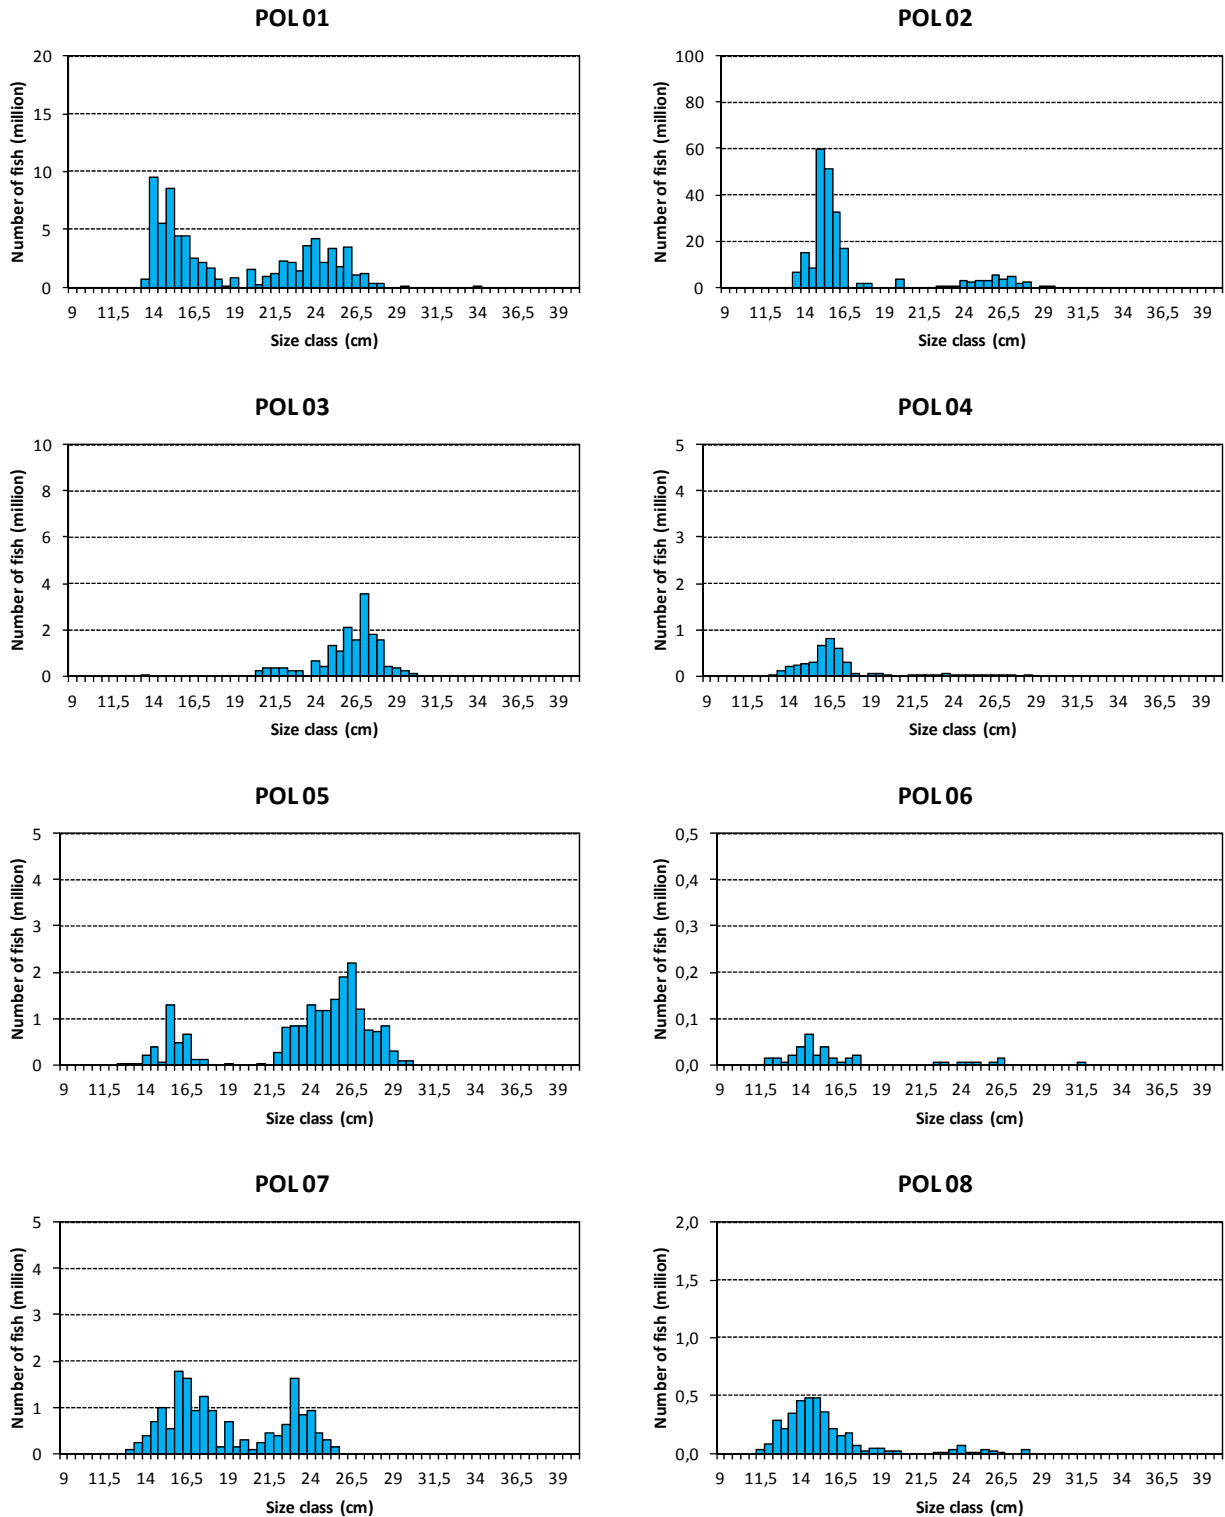 POL 01
20
15
10
5
0
Number of fish (million)
9 11,5 14 16,5 19 21,5 24 26,5 29 31,5 34 36,5 39
Size class (cm)
POL 02
100
80
60
40
20
0
Number of fish (million)
9 11,5 14 16,5 19 21,5 24 26,5 29 31,5 34 36,5 39
Size class (cm)
POL 03
10
8
6
4
2
0
Number of fish (million)
9 11,5 14 16,5 19 21,5 24 26,5 29 31,5 34 36,5 39
Size class (cm)
POL 04
5
4
3
2
1
0
Number of fish (million)
9 11,5 14 16,5 19 21,5 24 26,5 29 31,5 34 36,5 39
Size class (cm)
POL 05
5
4
3
2
1
0
Number of fish (million)
9 11,5 14 16,5 19 21,5 24 26,5 29 31,5 34 36,5 39
Size class (cm)
POL 06
0,5
0,4
0,3
0,2
0,1
0,0
Number of fish (million)
9 11,5 14 16,5 19 21,5 24 26,5 29 31,5 34 36,5 39
Size class (cm)
POL 07
5
4
3
2
1
0
Number of fish (million)
9 11,5 14 16,5 19 21,5 24 26,5 29 31,5 34 36,5 39
Size class (cm)
POL 08
2,0
1,5
1,0
0,5
0,0
Number of fish (million)
9 11,5 14 16,5 19 21,5 24 26,5 29 31,5 34 36,5 39
Size class (cm)